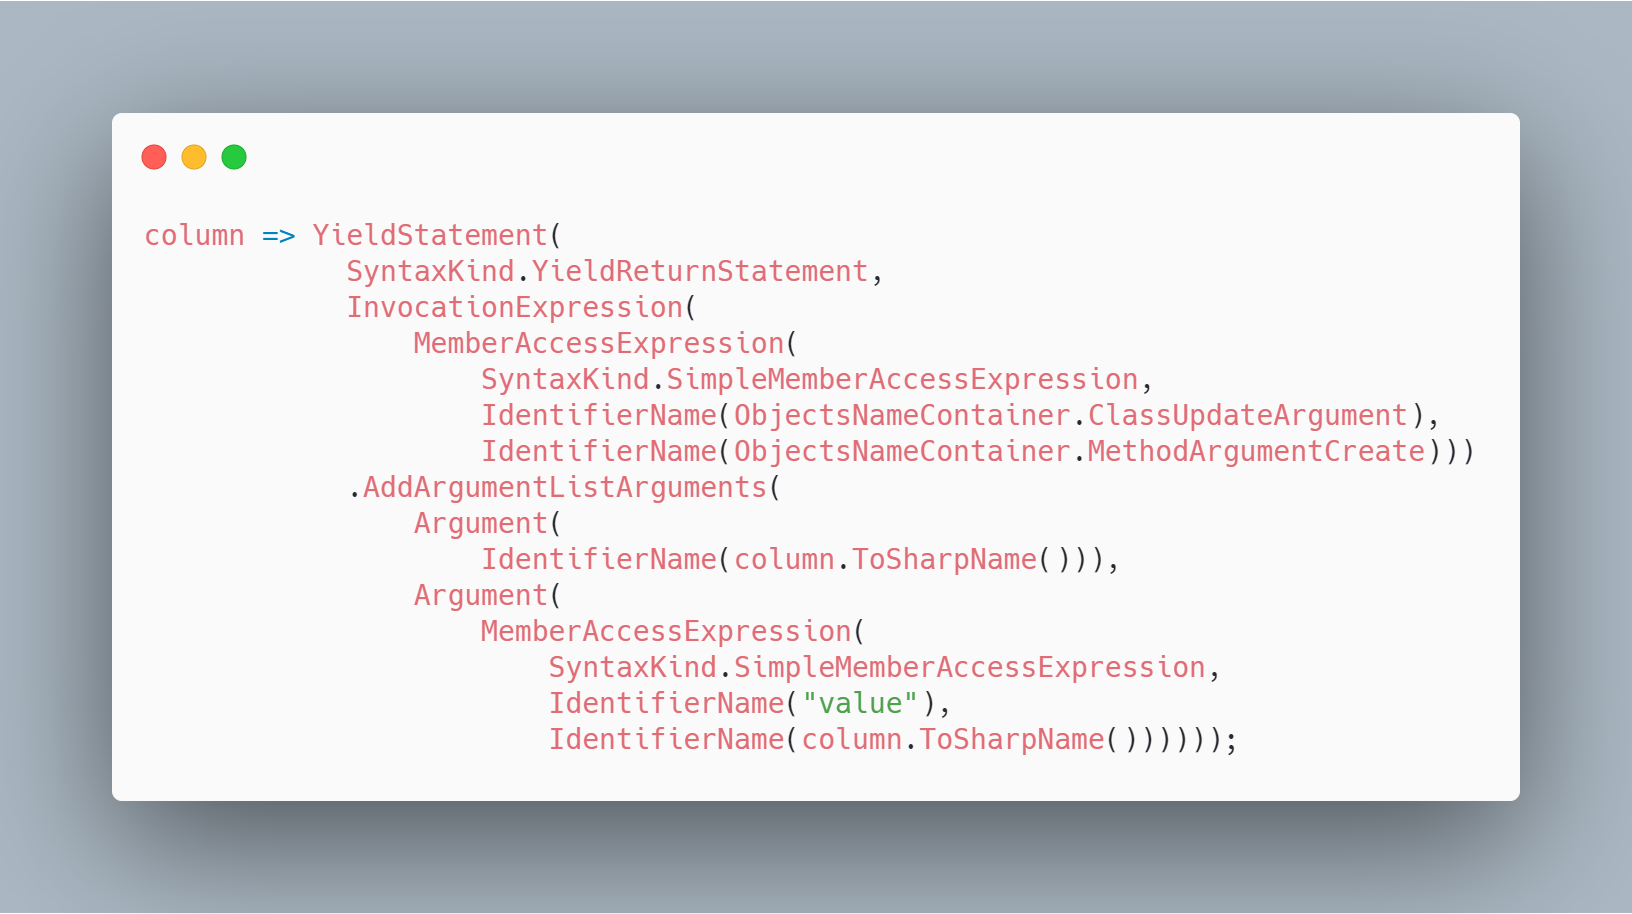 column => YieldStatement(
            SyntaxKind.YieldReturnStatement,
            InvocationExpression(
                MemberAccessExpression(
                    SyntaxKind.SimpleMemberAccessExpression,
                    IdentifierName(ObjectsNameContainer.ClassUpdateArgument),
                    IdentifierName(ObjectsNameContainer.MethodArgumentCreate)))
            .AddArgumentListArguments(
                Argument(
                    IdentifierName(column.ToSharpName())),
                Argument(
                    MemberAccessExpression(
                        SyntaxKind.SimpleMemberAccessExpression,
                        IdentifierName("value"),
                        IdentifierName(column.ToSharpName())))));